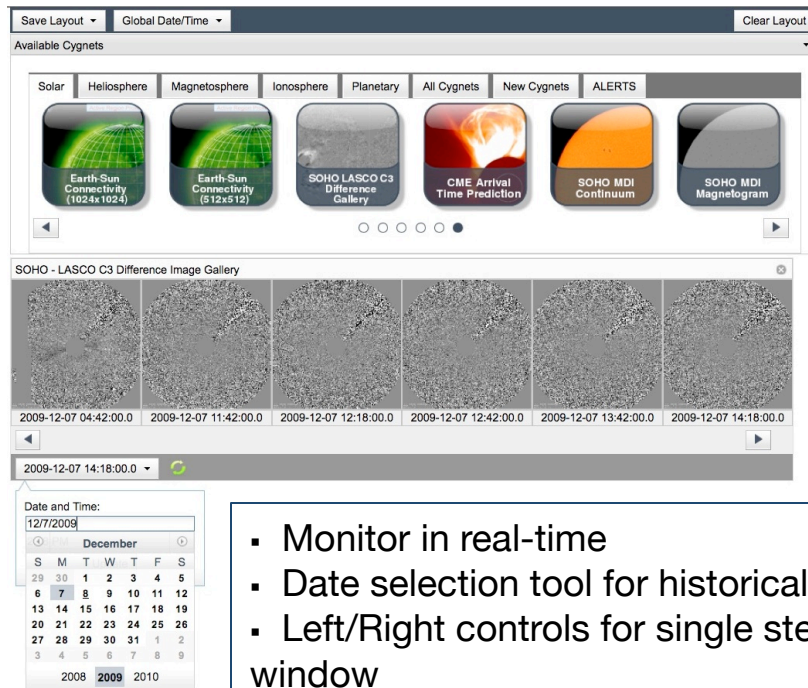 Save Layout Global Date/Time Clear Layout
Available Cygnets
Solar Heliosphere Magnetosphere Ionosphere Planetary All Cygnets New Cygnets ALERTS
Earth-Sun Connectivity (1024x1024)
Earth-Sun Connectivity (512x512)
SOHO LASCO C3 Difference Gallery
CME Arrival Time Prediction
SOHO MDI Continuum
SOHO MDI Magnetogram
SOHO - LASCO C3 Difference Image Gallery
2009-12-07 04:42:00.0 2009-12-07 11:42:00.0 2009-12-07 12:18:00.0 2009-12-07 12:42:00.0 2009-12-07 13:42:00.0 2009-12-07 14:18:00.0
2009-12-07 14:18:00.0
Date and Time:
12/7/2009
December
S M T W T F S
29 30 1 2 3 4 5
6 7 8 9 10 11 12
13 14 15 16 17 18 19
20 21 22 23 24 25 26
27 28 29 30 31 1 2
3 4 5 6 7 8 9
2008 2009 2010
▪ Monitor in real-time
▪ Date selection tool for historical
▪ Left/Right controls for single ste
window